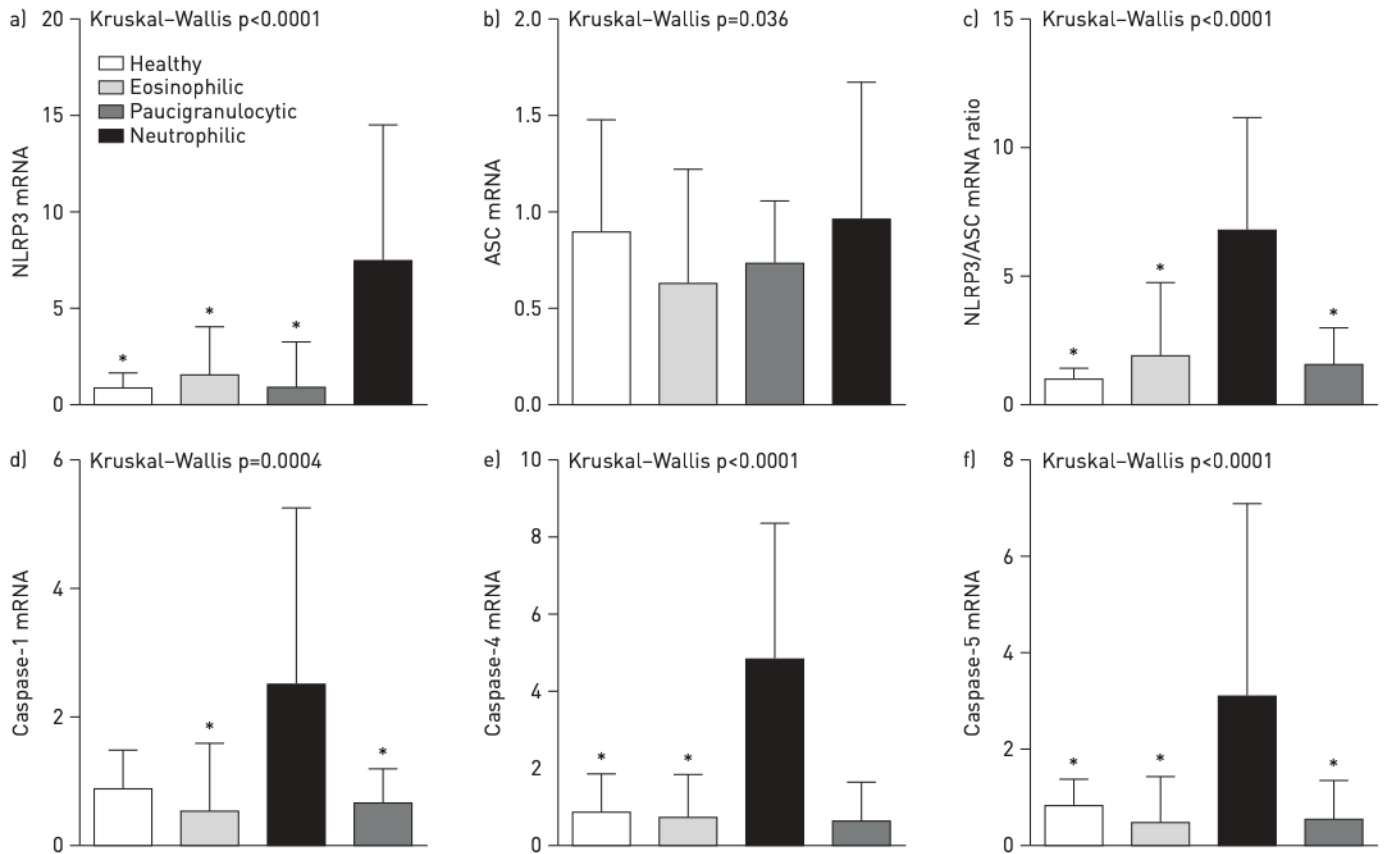 a) Kruskal–Wallis p<0.0001
20
15
10
5
0
NLRP3 mRNA
Healthy
Eosinophilic
Paucigranulocytic
Neutrophilic
*
*
*
b) Kruskal–Wallis p=0.036
2.0
1.5
1.0
0.5
0.0
ASC mRNA
c) Kruskal–Wallis p<0.0001
15
10
5
0
NLRP3/ASC mRNA ratio
*
*
*
d) Kruskal–Wallis p=0.0004
6
4
2
0
Caspase-1 mRNA
*
*
e) Kruskal–Wallis p<0.0001
10
8
6
4
2
0
Caspase-4 mRNA
*
*
f) Kruskal–Wallis p<0.0001
8
6
4
2
0
Caspase-5 mRNA
*
*
*